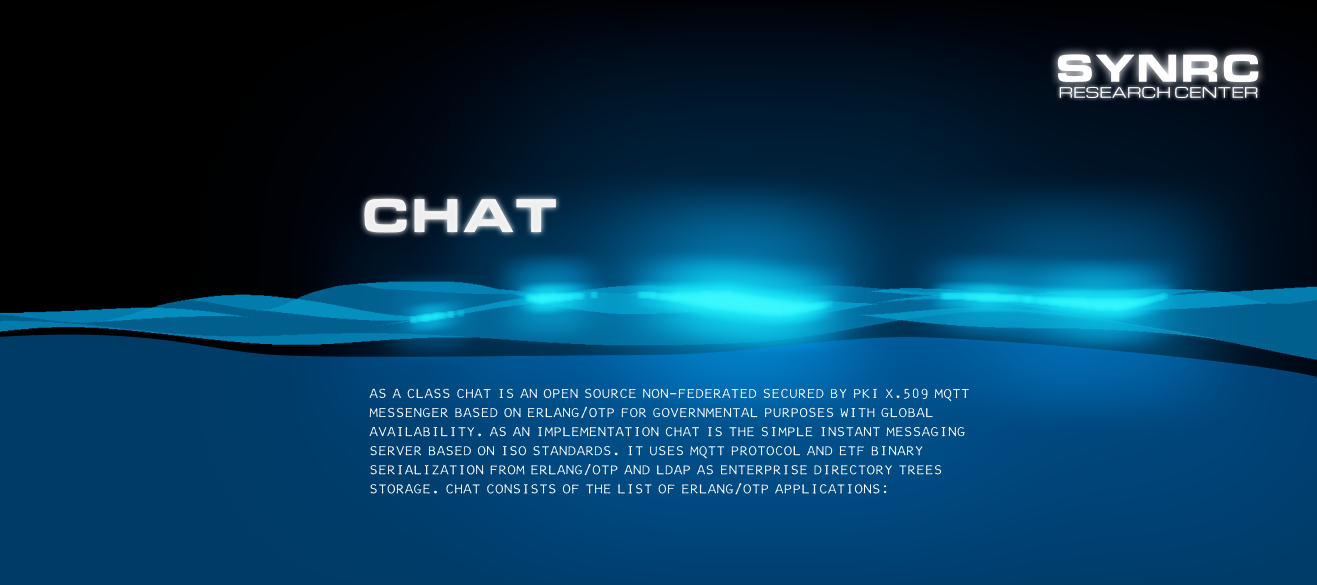 SYNRC
RESEARCH CENTER
CHAT
AS A CLASS CHAT IS AN OPEN SOURCE NON-FEDERATED SECURED BY PKI X.509 MQTT
MESSENGER BASED ON ERLANG/OTP FOR GOVERNMENTAL PURPOSES WITH GLOBAL
AVAILABILITY. AS AN IMPLEMENTATION CHAT IS THE SIMPLE INSTANT MESSAGING
SERVER BASED ON ISO STANDARDS. IT USES MQTT PROTOCOL AND ETF BINARY
SERIALIZATION FROM ERLANG/OTP AND LDAP AS ENTERPRISE DIRECTORY TREES
STORAGE. CHAT CONSISTS OF THE LIST OF ERLANG/OTP APPLICATIONS: